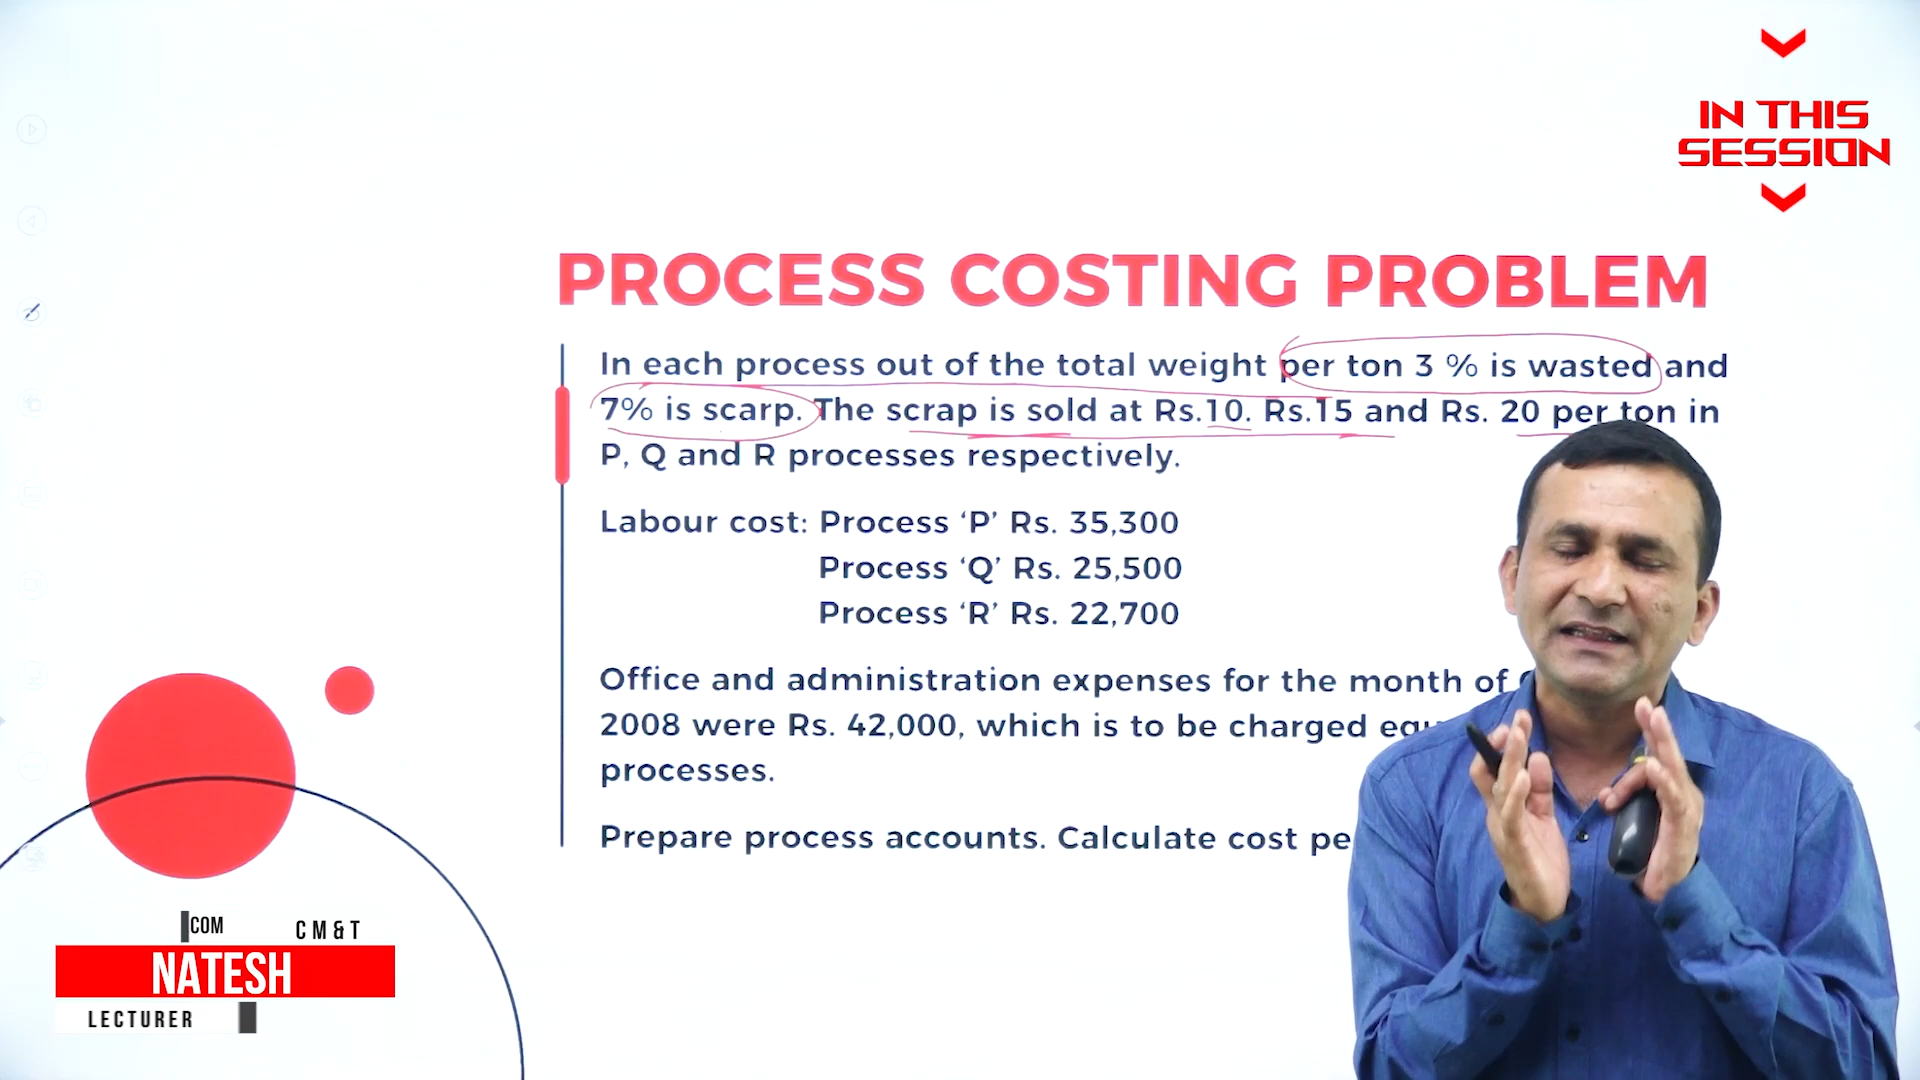 IN THIS
SESSION
PROCESS COSTING PROBLEM
In each process out of the total weight per ton 3 % is wasted and
7% is scarp. The scrap is sold at Rs.10. Rs.15 and Rs. 20 per ton in
P, Q and R processes respectively.
Labour cost: Process ‘P’ Rs. 35,300
Process ‘Q’ Rs. 25,500
Process ‘R’ Rs. 22,700
Office and administration expenses for the month of
2008 were Rs. 42,000, which is to be charged
processes.
Prepare process accounts. Calculate cost
COM
CM&T
NATESH
LECTURER